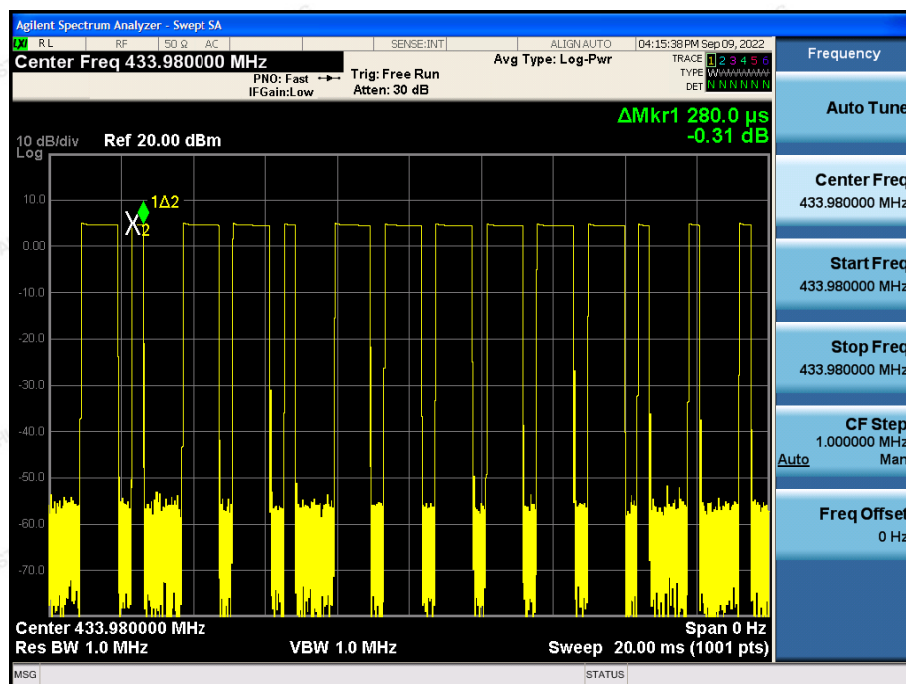 Agilent Spectrum Analyzer - Swept SA
LXI RL RF 50 Ω AC SENSE:INT ALIGN AUTO 04:15:38 PM Sep 09, 2022
Center Freq 433.980000 MHz
PNO: Fast
IFGain:Low
Trig: Free Run
Atten: 30 dB
Avg Type: Log-Pwr
TRACE 1 2 3 4 5 6
TYPE WWWWWW
DET N N N N N N
ΔMkr1 280.0 µs
-0.31 dB
10 dB/div
Log
Ref 20.00 dBm
10.0
0.00
-10.0
-20.0
-30.0
-40.0
-50.0
-60.0
-70.0
1Δ2
X2
Center 433.980000 MHz
Span 0 Hz
Res BW 1.0 MHz
VBW 1.0 MHz
Sweep 20.00 ms (1001 pts)
MSG
STATUS
Frequency
Auto Tune
Center Freq
433.980000 MHz
Start Freq
433.980000 MHz
Stop Freq
433.980000 MHz
CF Step
1.000000 MHz
Auto Man
Freq Offset
0 Hz